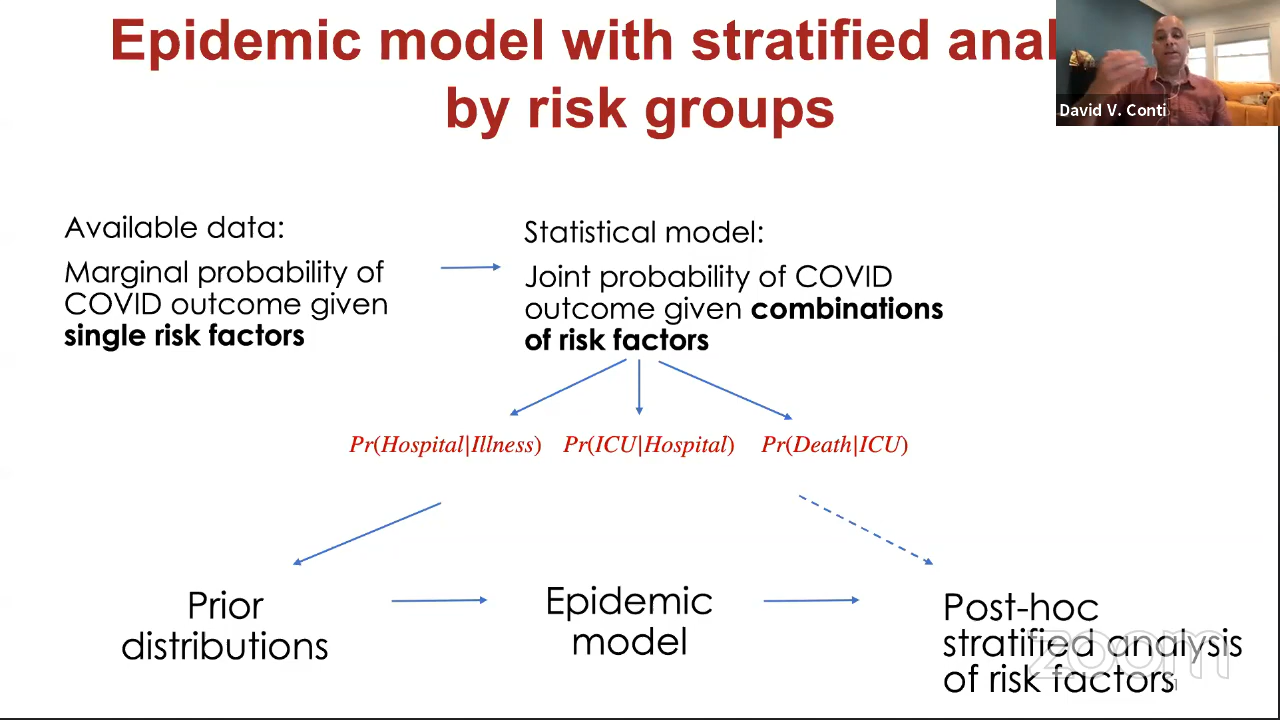 Epidemic model with stratified anal
by risk groups
David V. Conti
Available data:
Marginal probability of
COVID outcome given
single risk factors
Statistical model:
Joint probability of COVID
outcome given combinations
of risk factors
Pr(Hospital|Illness) Pr(ICU|Hospital) Pr(Death|ICU)
Prior
distributions
Epidemic
model
Post-hoc
stratified analysis
of risk factors
zoom